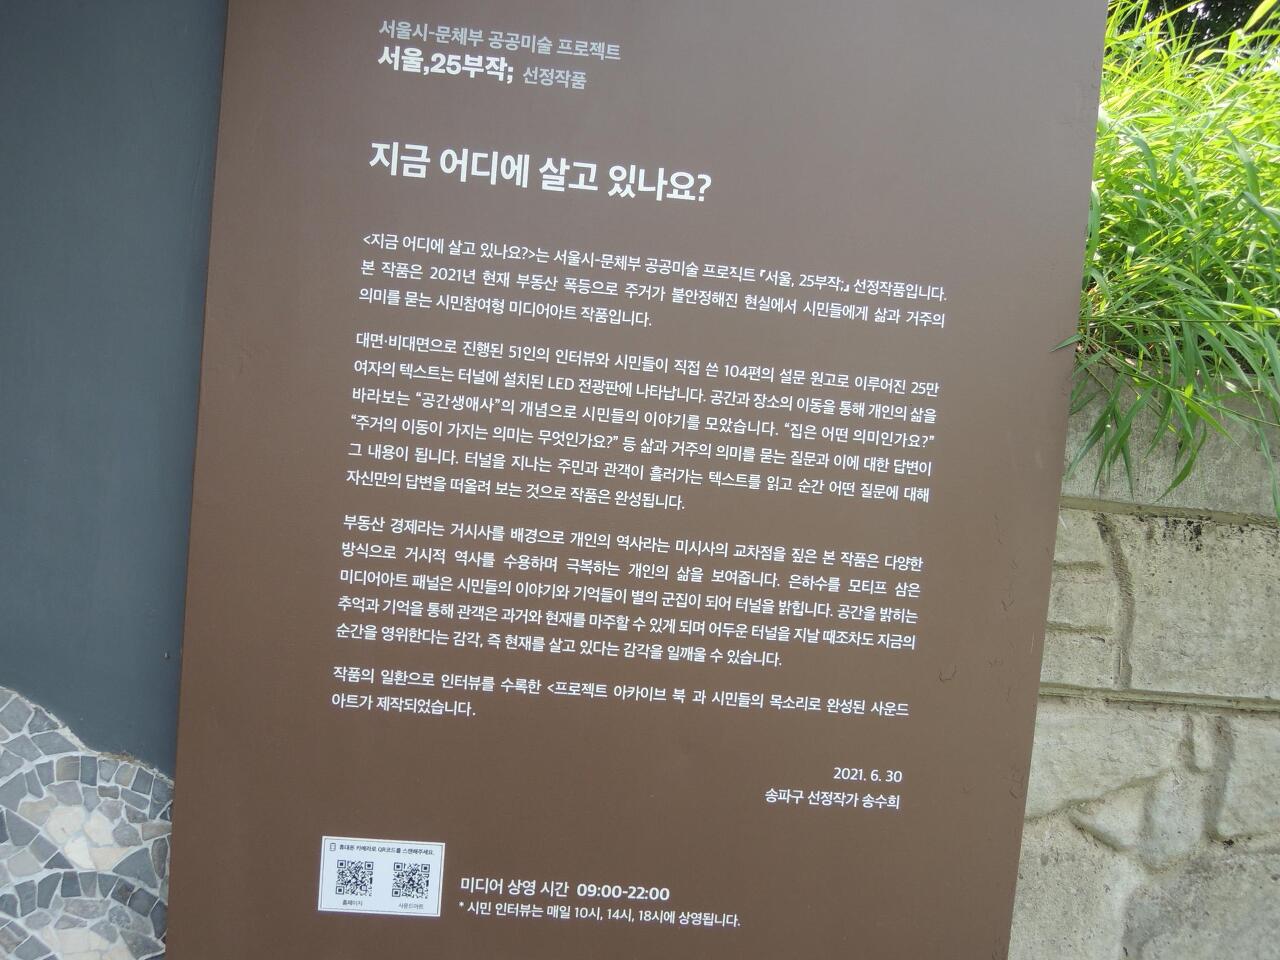 서울시-문체부 공공미술 프로젝트
서울,25부작; 선정작품
지금 어디에 살고 있나요?
<지금 어디에 살고 있나요?>는 서울시-문체부 공공미술 프로직트 『서울, 25부작;』 선정작품입니다.
본 작품은 2021년 현재 부동산 폭등으로 주거가 불안정해진 현실에서 시민들에게 삶과 거주의
의미를 묻는 시민참여형 미디어아트 작품입니다.
대면·비대면으로 진행된 51인의 인터뷰와 시민들이 직접 쓴 104편의 설문 원고로 이루어진 25만
여자의 텍스트는 터널에 설치된 LED 전광판에 나타납니다. 공간과 장소의 이동을 통해 개인의 삶을
바라보는 “공간생애사”의 개념으로 시민들의 이야기를 모았습니다. “집은 어떤 의미인가요?”
“주거의 이동이 가지는 의미는 무엇인가요?” 등 삶과 거주의 의미를 묻는 질문과 이에 대한 답변이
그 내용이 됩니다. 터널을 지나는 주민과 관객이 흘러가는 텍스트를 읽고 순간 어떤 질문에 대해
자신만의 답변을 떠올려 보는 것으로 작품은 완성됩니다.
부동산 경제라는 거시사를 배경으로 개인의 역사라는 미시사의 교차점을 짚은 본 작품은 다양한
방식으로 거시적 역사를 수용하며 극복하는 개인의 삶을 보여줍니다. 은하수를 모티프 삼은
미디어아트 패널은 시민들의 이야기와 기억들이 별의 군집이 되어 터널을 밝힙니다. 공간을 밝히는
추억과 기억을 통해 관객은 과거와 현재를 마주할 수 있게 되며 어두운 터널을 지날 때조차도 지금의
순간을 영위한다는 감각, 즉 현재를 살고 있다는 감각을 일깨울 수 있습니다.
작품의 일환으로 인터뷰를 수록한 <프로젝트 아카이브 북 과 시민들의 목소리로 완성된 사운드
아트가 제작되었습니다.
2021. 6. 30
송파구 선정작가 송수희
휴대폰 카메라로 QR코드를 스캔해주세요.
홈페이지 사운드아트
미디어 상영 시간 09:00-22:00
* 시민 인터뷰는 매일 10시, 14시, 18시에 상영됩니다.